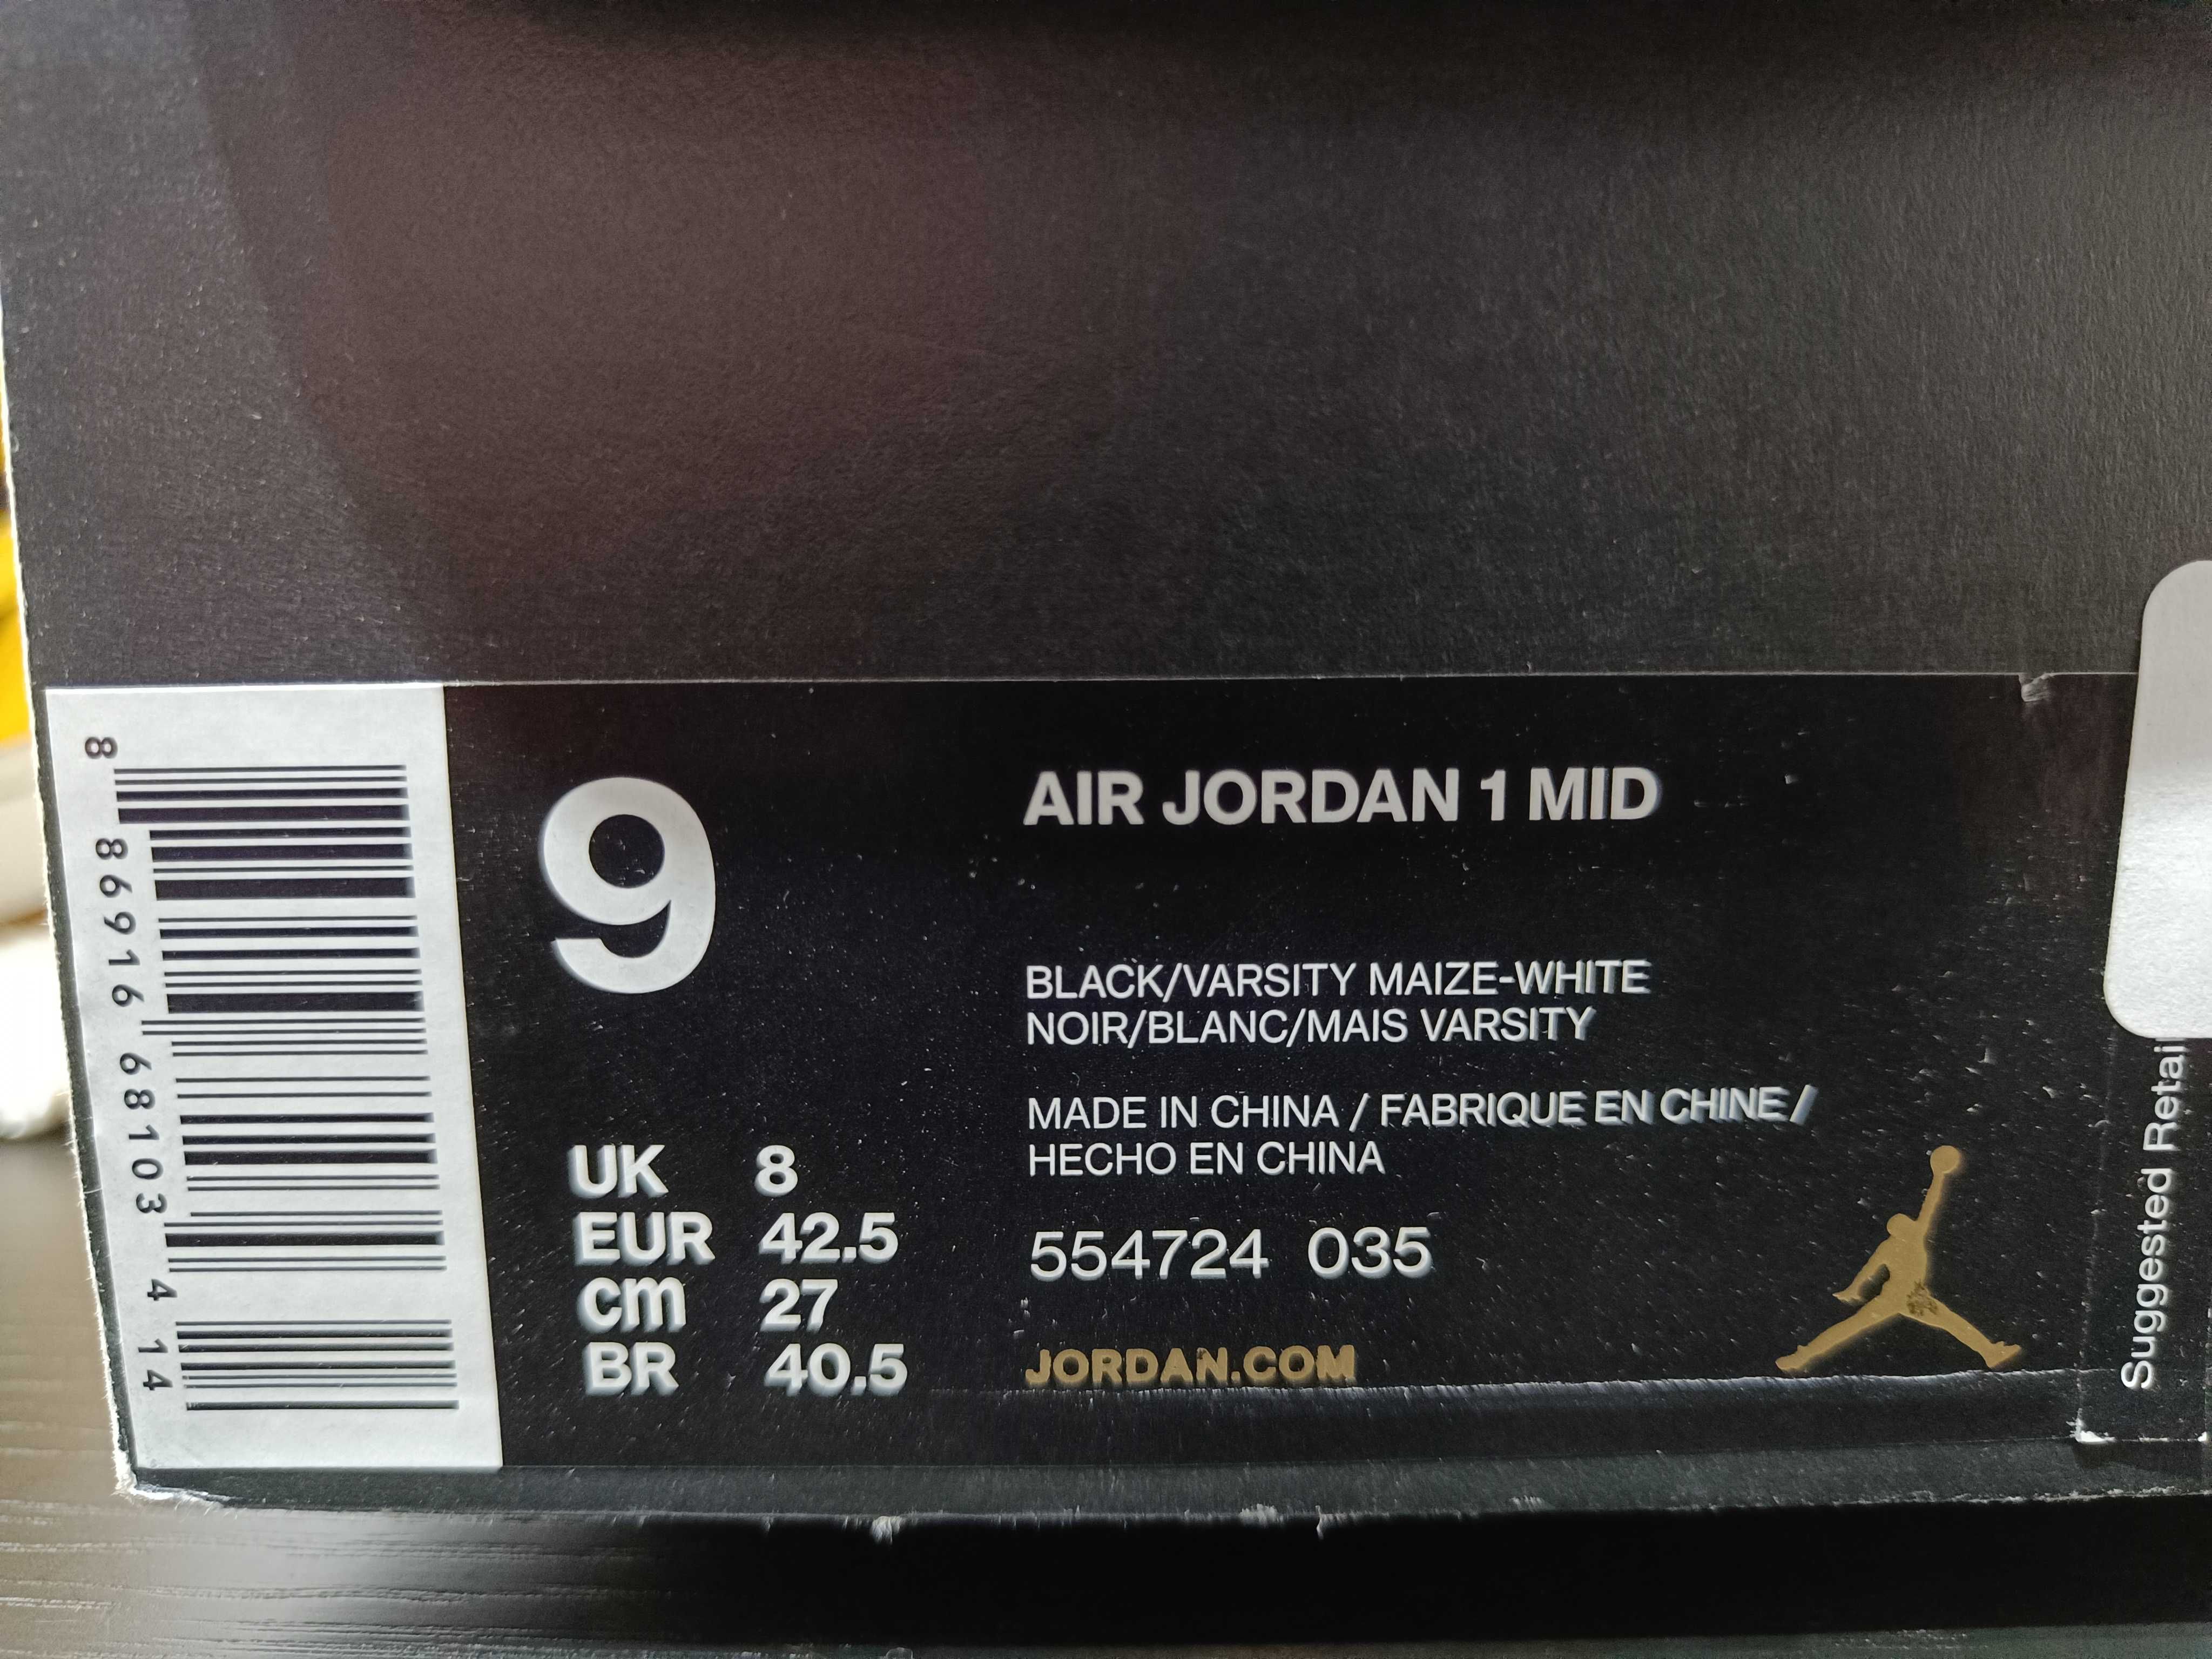 8 86916 68103 4 14
9
UK 8
EUR 42.5
cm 27
BR 40.5
AIR JORDAN 1 MID
BLACK/VARSITY MAIZE-WHITE
NOIR/BLANC/MAIS VARSITY
MADE IN CHINA / FABRIQUE EN CHINE /
HECHO EN CHINA
554724 035
JORDAN.COM
Suggested Retail